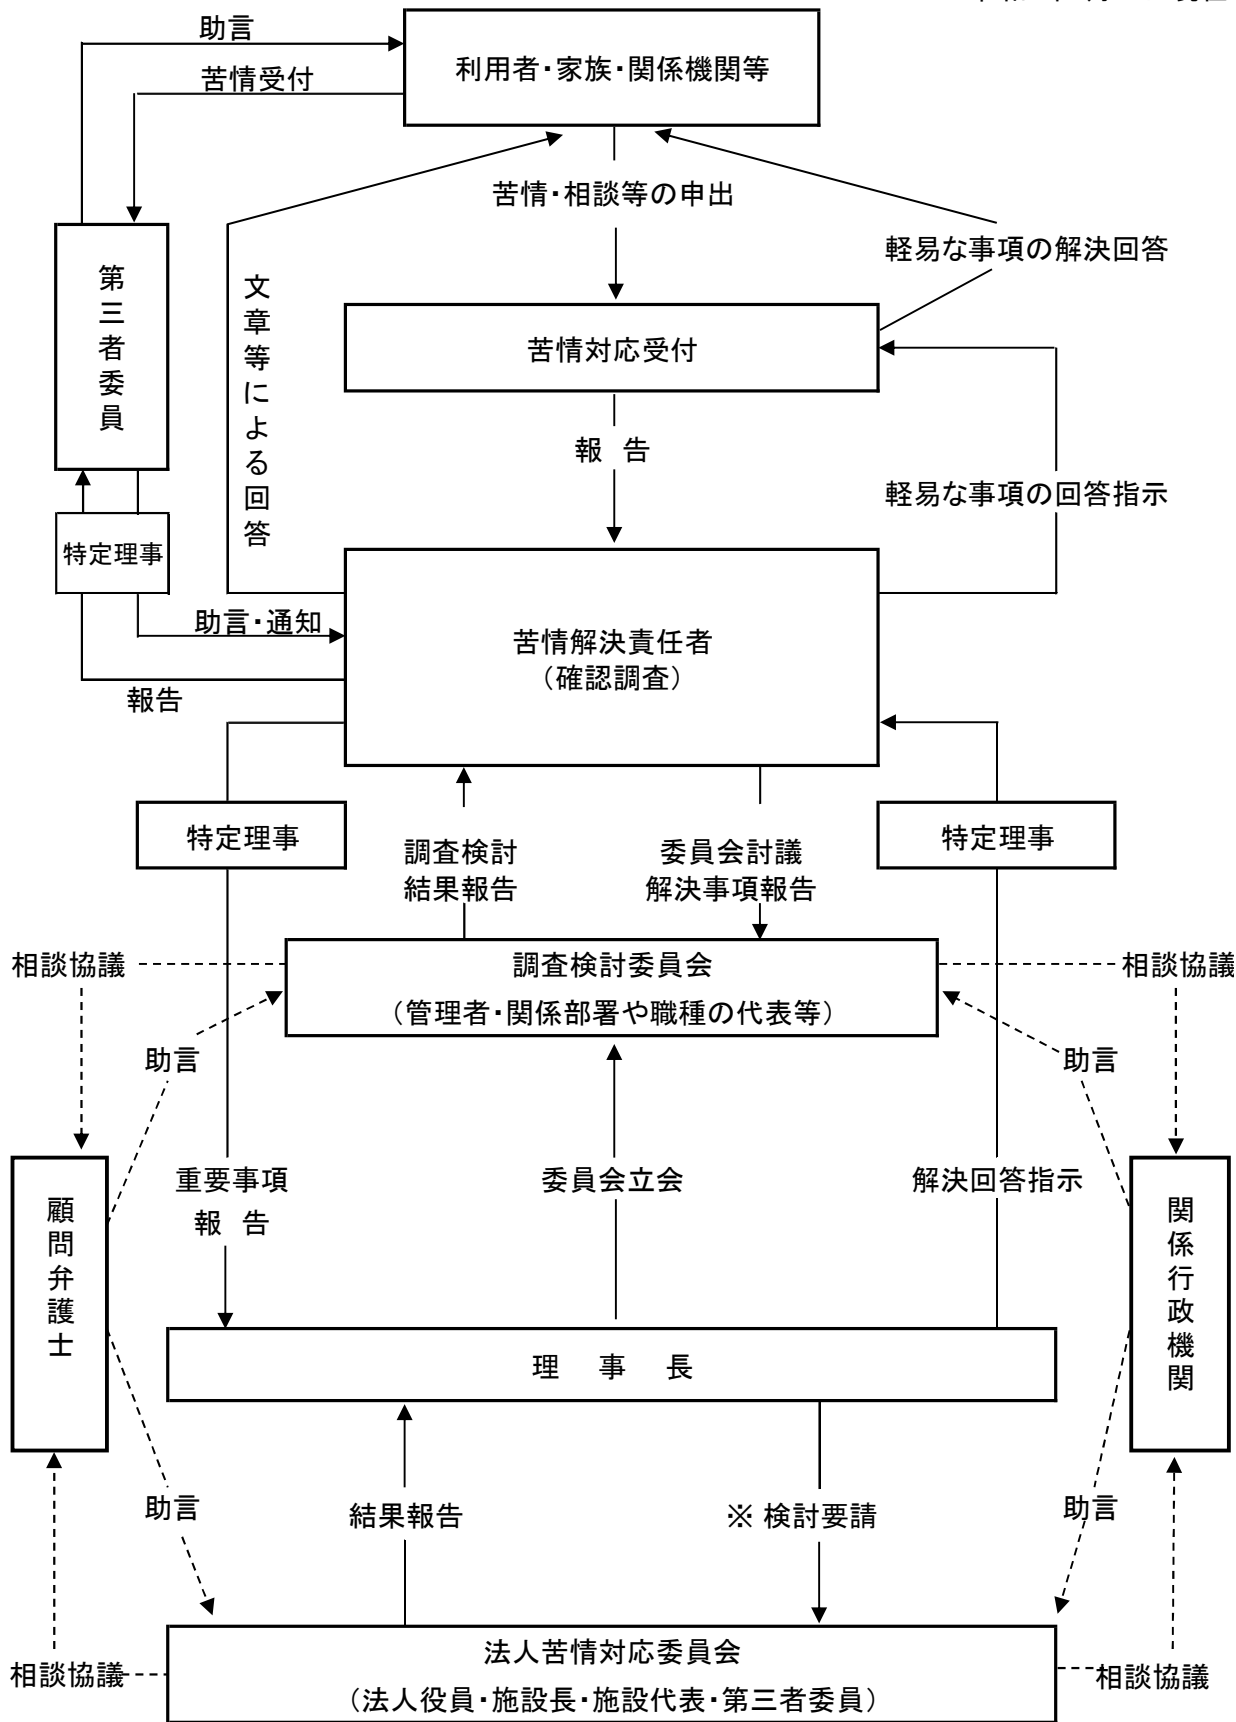 助言
利用者・家族・関係機関等
苦情受付
苦情・相談等の申出
軽易な事項の解決回答
第三者委員
文章等による回答
苦情対応受付
報 告
軽易な事項の回答指示
特定理事
助言・通知
苦情解決責任者
（確認調査）
報告
特定理事
特定理事
調査検討
結果報告
委員会討議
解決事項報告
相談協議
調査検討委員会
（管理者・関係部署や職種の代表等）
相談協議
助言
助言
重要事項
報 告
委員会立会
解決回答指示
顧問弁護士
関係行政機関
理 事 長
助言
結果報告
※ 検討要請
助言
相談協議
法人苦情対応委員会
（法人役員・施設長・施設代表・第三者委員）
相談協議